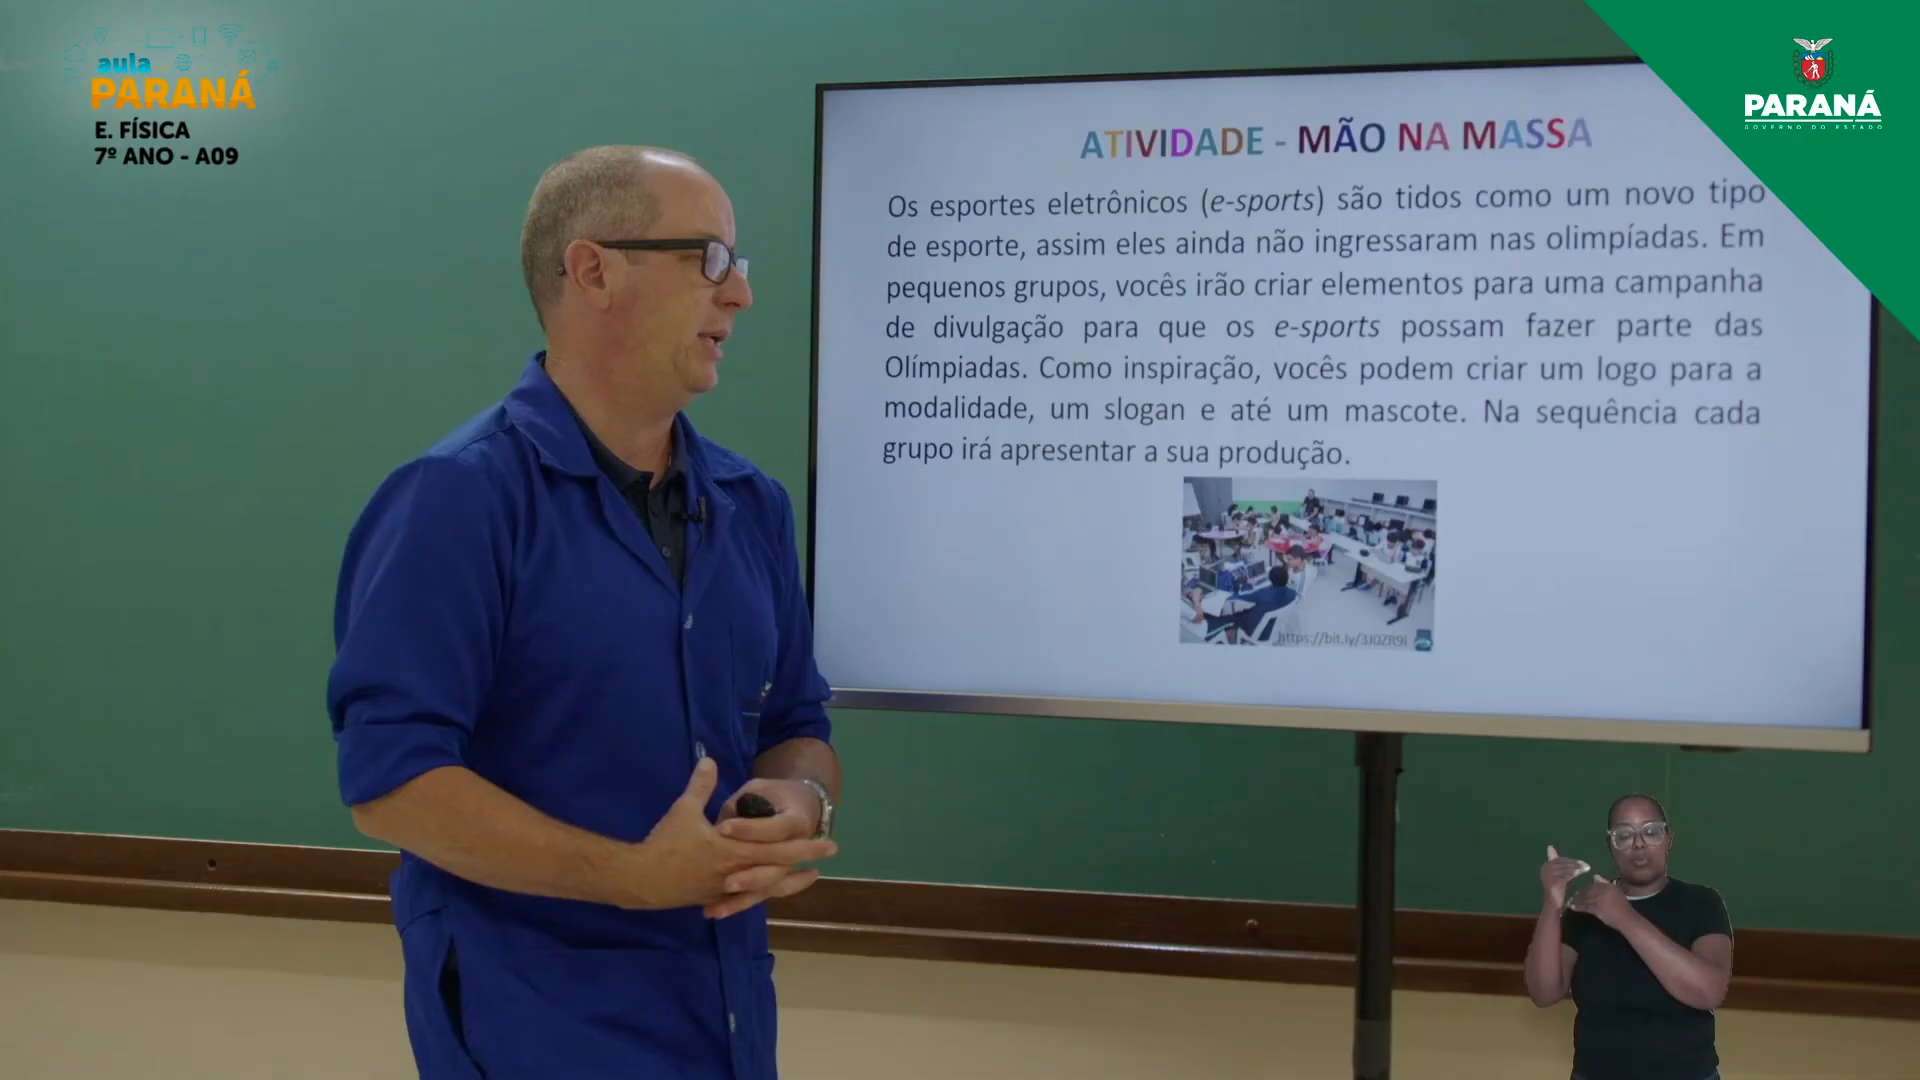 aula
PARANÁ
E. FÍSICA
7º ANO - A09
PARANÁ
GOVERNO DO ESTADO
ATIVIDADE - MÃO NA MASSA
Os esportes eletrônicos (e-sports) são tidos como um novo tipo
de esporte, assim eles ainda não ingressaram nas olimpíadas. Em
pequenos grupos, vocês irão criar elementos para uma campanha
de divulgação para que os e-sports possam fazer parte das
Olímpiadas. Como inspiração, vocês podem criar um logo para a
modalidade, um slogan e até um mascote. Na sequência cada
grupo irá apresentar a sua produção.